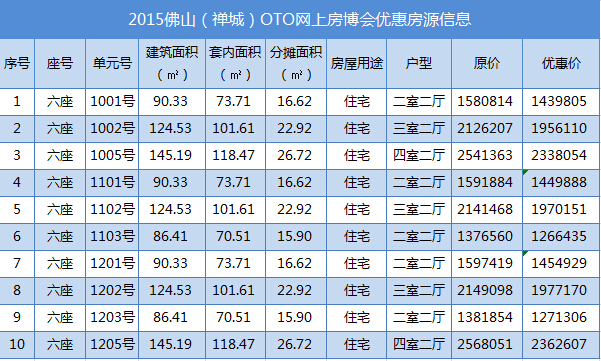 2015佛山（禅城）OTO网上房博会优惠房源信息
序号 座号 单元号 建筑面积（㎡） 套内面积（㎡） 分摊面积（㎡） 房屋用途 户型 原价 优惠价
1 六座 1001号 90.33 73.71 16.62 住宅 二室二厅 1580814 1439805
2 六座 1002号 124.53 101.61 22.92 住宅 三室二厅 2126207 1956110
3 六座 1005号 145.19 118.47 26.72 住宅 四室二厅 2541363 2338054
4 六座 1101号 90.33 73.71 16.62 住宅 二室二厅 1591884 1449888
5 六座 1102号 124.53 101.61 22.92 住宅 三室二厅 2141468 1970151
6 六座 1103号 86.41 70.51 15.90 住宅 二室二厅 1376560 1266435
7 六座 1201号 90.33 73.71 16.62 住宅 二室二厅 1597419 1454929
8 六座 1202号 124.53 101.61 22.92 住宅 三室二厅 2149098 1977170
9 六座 1203号 86.41 70.51 15.90 住宅 二室二厅 1381854 1271306
10 六座 1205号 145.19 118.47 26.72 住宅 四室二厅 2568051 2362607